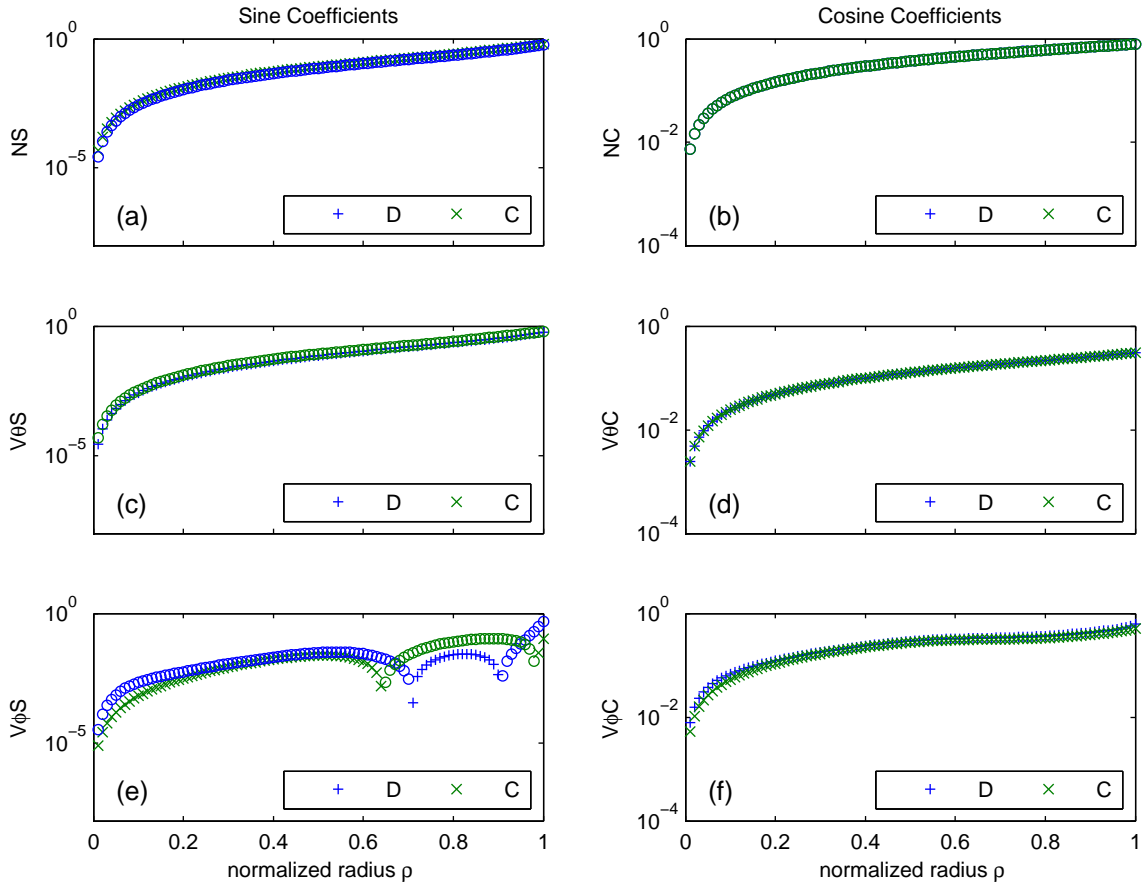 Sine Coefficients
Cosine Coefficients
10^0
10^−5
NS
(a)
+ D × C
10^0
10^−2
10^−4
NC
(b)
+ D × C
10^0
10^−5
VθS
(c)
+ D × C
10^0
10^−2
10^−4
VθC
(d)
+ D × C
10^0
10^−5
VϕS
(e)
+ D × C
0 0.2 0.4 0.6 0.8 1
normalized radius ρ
10^0
10^−2
10^−4
VϕC
(f)
+ D × C
0 0.2 0.4 0.6 0.8 1
normalized radius ρ